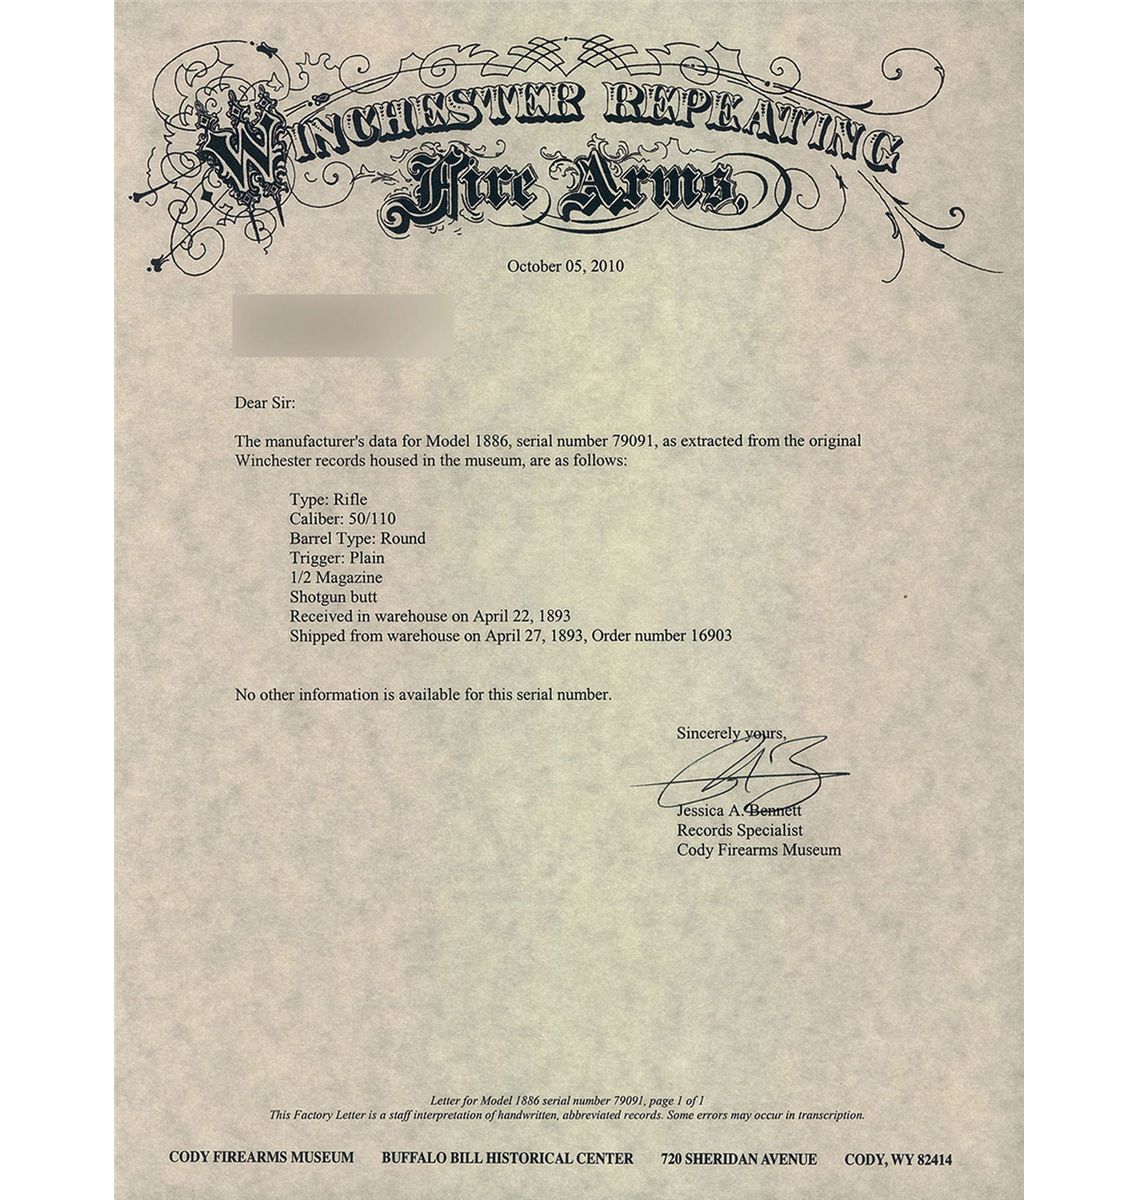 WINCHESTER REPEATING
Fire Arms,
October 05, 2010
Dear Sir:
The manufacturer's data for Model 1886, serial number 79091, as extracted from the original
Winchester records housed in the museum, are as follows:
Type: Rifle
Caliber: 50/110
Barrel Type: Round
Trigger: Plain
1/2 Magazine
Shotgun butt
Received in warehouse on April 22, 1893
Shipped from warehouse on April 27, 1893, Order number 16903
No other information is available for this serial number.
Sincerely yours,
Jessica A. Bennett
Records Specialist
Cody Firearms Museum
Letter for Model 1886 serial number 79091, page 1 of 1
This Factory Letter is a staff interpretation of handwritten, abbreviated records. Some errors may occur in transcription.
CODY FIREARMS MUSEUM BUFFALO BILL HISTORICAL CENTER 720 SHERIDAN AVENUE CODY, WY 82414